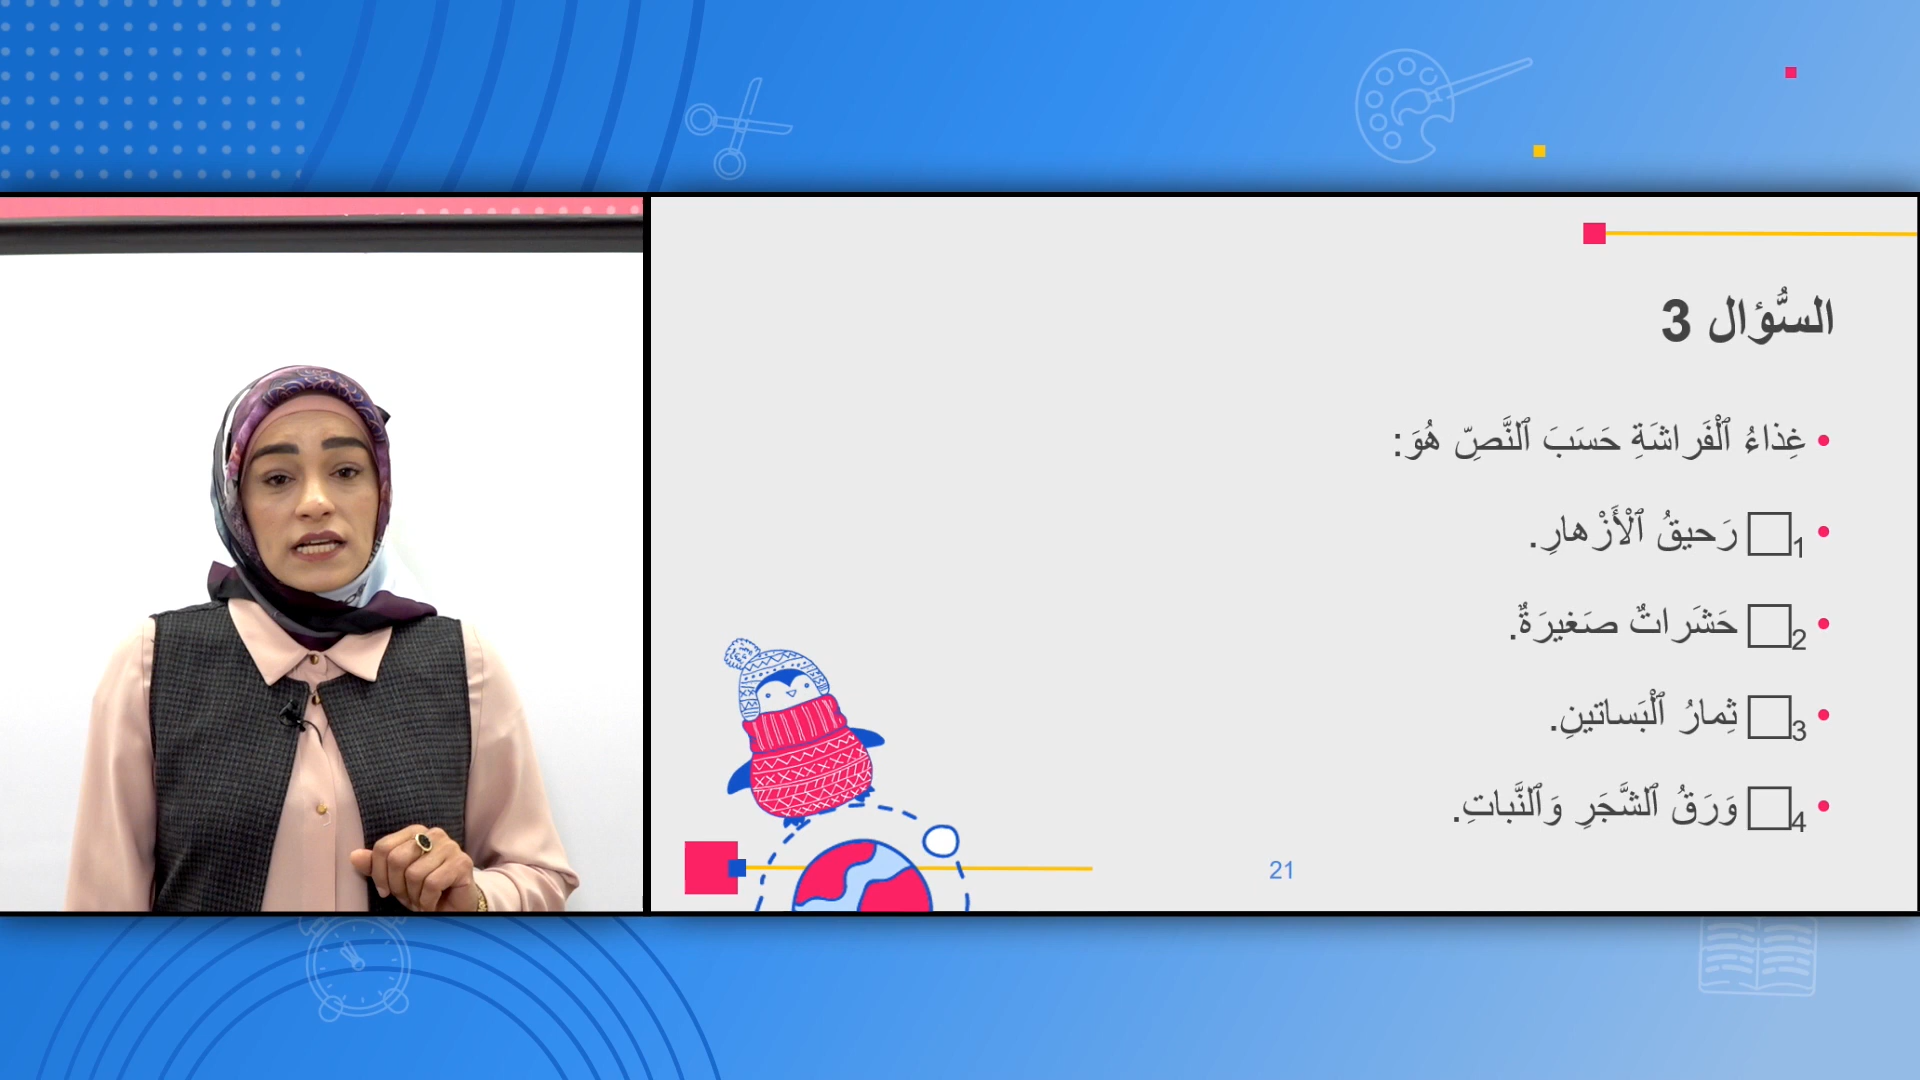 السُّؤال 3
• غِذاءُ ٱلْفَراشَةِ حَسَبَ ٱلنَّصِّ هُوَ:
• 1☐ رَحيقُ ٱلْأَزْهارِ.
• 2☐ حَشَراتٌ صَغيرَةٌ.
• 3☐ ثِمارُ ٱلْبَساتينِ.
• 4☐ وَرَقُ ٱلشَّجَرِ وَٱلنَّباتِ.
21